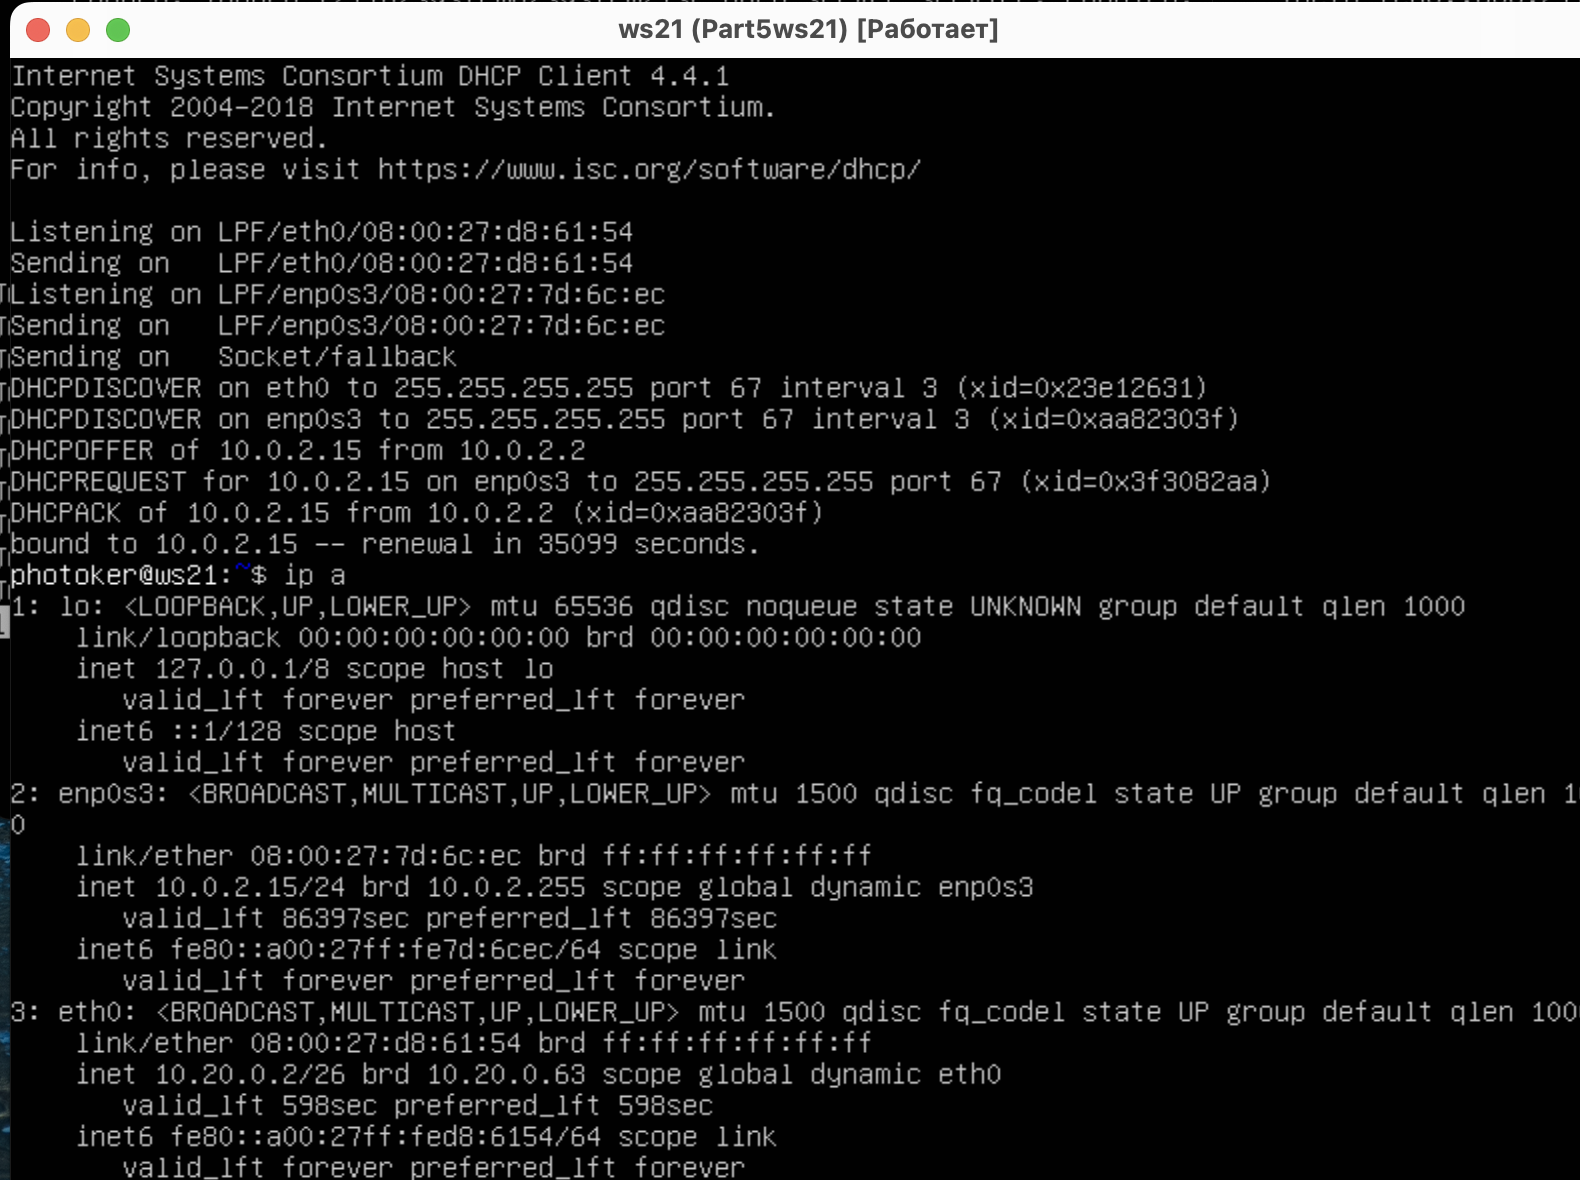 ws21 (Part5ws21) [Работает]
Internet Systems Consortium DHCP Client 4.4.1
Copyright 2004-2018 Internet Systems Consortium.
All rights reserved.
For info, please visit https://www.isc.org/software/dhcp/
Listening on LPF/eth0/08:00:27:d8:61:54
Sending on   LPF/eth0/08:00:27:d8:61:54
Listening on LPF/enp0s3/08:00:27:7d:6c:ec
Sending on   LPF/enp0s3/08:00:27:7d:6c:ec
Sending on   Socket/fallback
DHCPDISCOVER on eth0 to 255.255.255.255 port 67 interval 3 (xid=0x23e12631)
DHCPDISCOVER on enp0s3 to 255.255.255.255 port 67 interval 3 (xid=0xaa82303f)
DHCPOFFER of 10.0.2.15 from 10.0.2.2
DHCPREQUEST for 10.0.2.15 on enp0s3 to 255.255.255.255 port 67 (xid=0x3f3082aa)
DHCPACK of 10.0.2.15 from 10.0.2.2 (xid=0xaa82303f)
bound to 10.0.2.15 -- renewal in 35099 seconds.
photoker@ws21:~$ ip a
1: lo: <LOOPBACK,UP,LOWER_UP> mtu 65536 qdisc noqueue state UNKNOWN group default qlen 1000
    link/loopback 00:00:00:00:00:00 brd 00:00:00:00:00:00
    inet 127.0.0.1/8 scope host lo
       valid_lft forever preferred_lft forever
    inet6 ::1/128 scope host
       valid_lft forever preferred_lft forever
2: enp0s3: <BROADCAST,MULTICAST,UP,LOWER_UP> mtu 1500 qdisc fq_codel state UP group default qlen 1
0
    link/ether 08:00:27:7d:6c:ec brd ff:ff:ff:ff:ff:ff
    inet 10.0.2.15/24 brd 10.0.2.255 scope global dynamic enp0s3
       valid_lft 86397sec preferred_lft 86397sec
    inet6 fe80::a00:27ff:fe7d:6cec/64 scope link
       valid_lft forever preferred_lft forever
3: eth0: <BROADCAST,MULTICAST,UP,LOWER_UP> mtu 1500 qdisc fq_codel state UP group default qlen 100
    link/ether 08:00:27:d8:61:54 brd ff:ff:ff:ff:ff:ff
    inet 10.20.0.2/26 brd 10.20.0.63 scope global dynamic eth0
       valid_lft 598sec preferred_lft 598sec
    inet6 fe80::a00:27ff:fed8:6154/64 scope link
       valid_lft forever preferred_lft forever